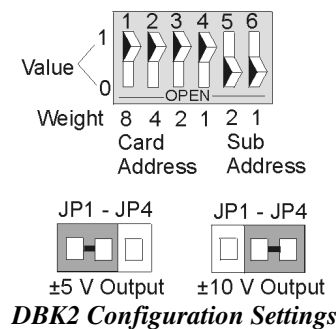 1 2 3 4 5 6
1
Value
0
OPEN
Weight 8 4 2 1 2 1
Card Sub
Address Address
JP1 - JP4 JP1 - JP4
±5 V Output ±10 V Output
DBK2 Configuration Settings